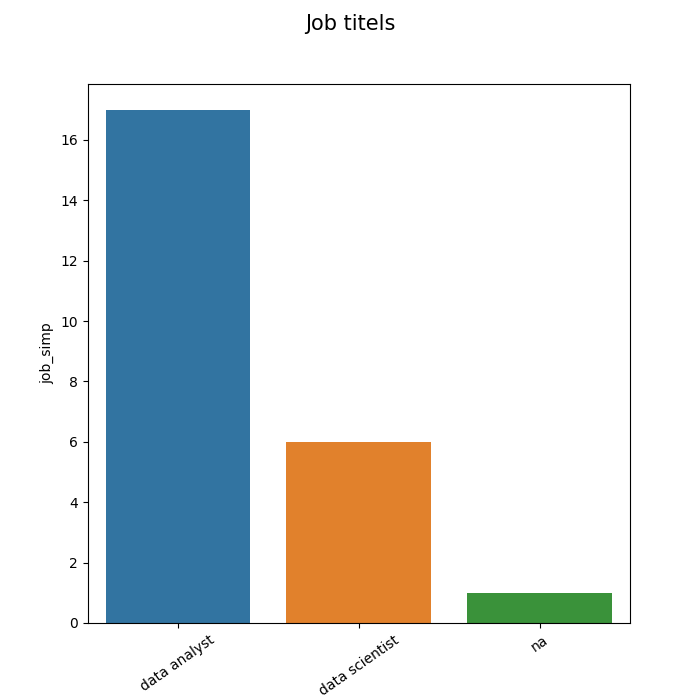 Job titels
16
14
12
10
8
6
4
2
0
job_simp
data analyst
data scientist
na